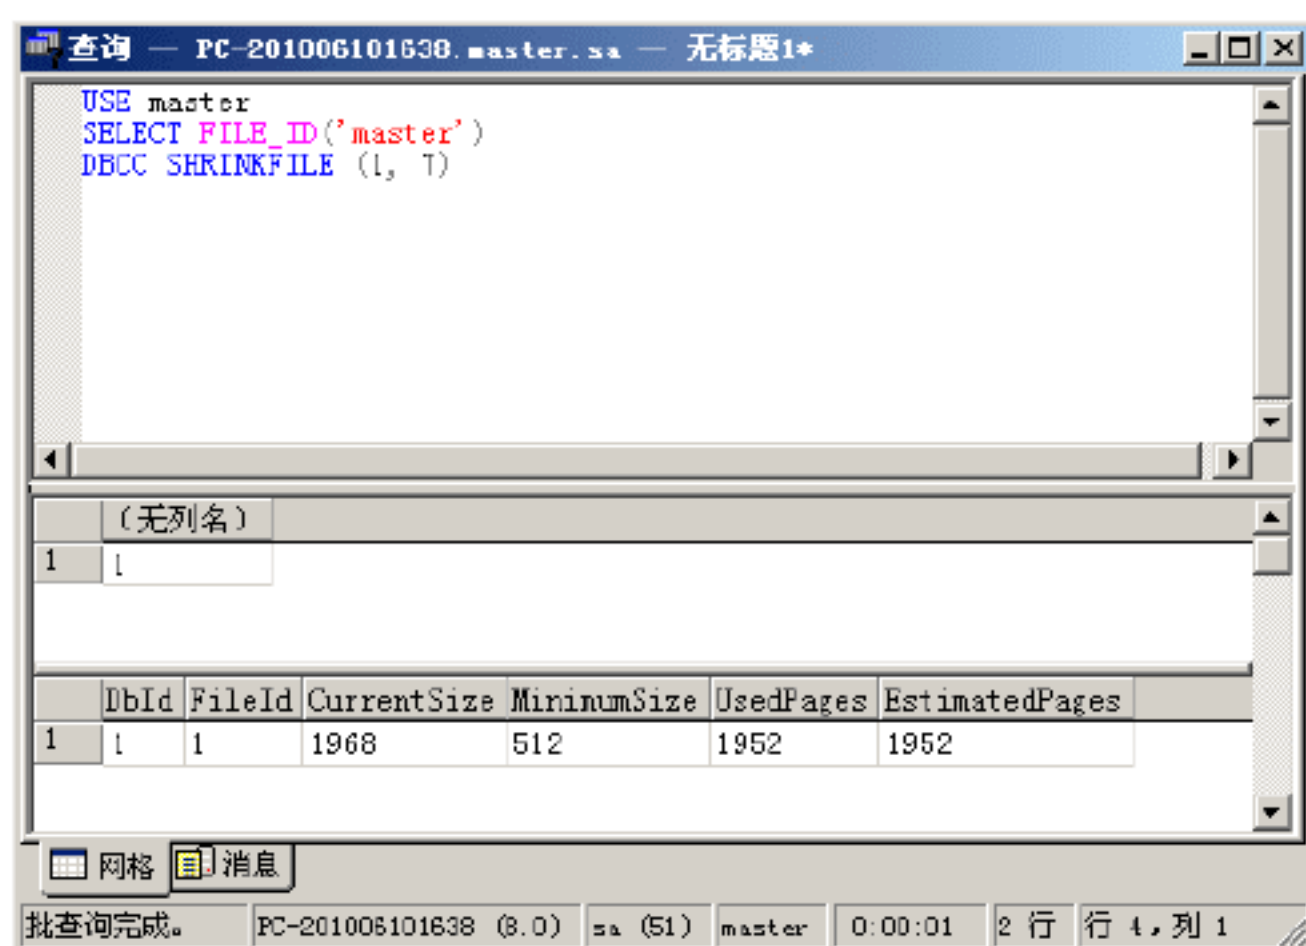 查询 — PC-201006101638.master.sa — 无标题1*
USE master
SELECT FILE_ID('master')
DBCC SHRINKFILE (1, 7)
(无列名)
1 1
DbId FileId CurrentSize MininumSize UsedPages EstimatedPages
1 1 1 1968 512 1952 1952
网格 消息
批查询完成。 PC-201006101638 (8.0) sa (51) master 0:00:01 2 行 行 4,列 1